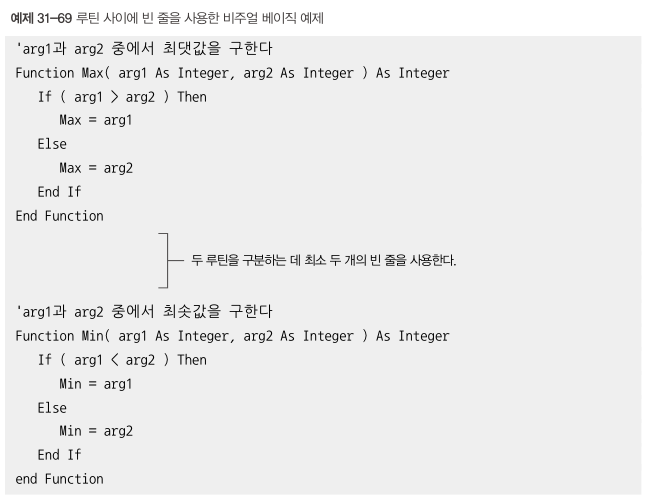 예제 31-69 루틴 사이에 빈 줄을 사용한 비주얼 베이직 예제
'arg1과 arg2 중에서 최댓값을 구한다
Function Max( arg1 As Integer, arg2 As Integer ) As Integer
If ( arg1 > arg2 ) Then
Max = arg1
Else
Max = arg2
End If
End Function
두 루틴을 구분하는 데 최소 두 개의 빈 줄을 사용한다.
'arg1과 arg2 중에서 최솟값을 구한다
Function Min( arg1 As Integer, arg2 As Integer ) As Integer
If ( arg1 < arg2 ) Then
Min = arg1
Else
Min = arg2
End If
end Function